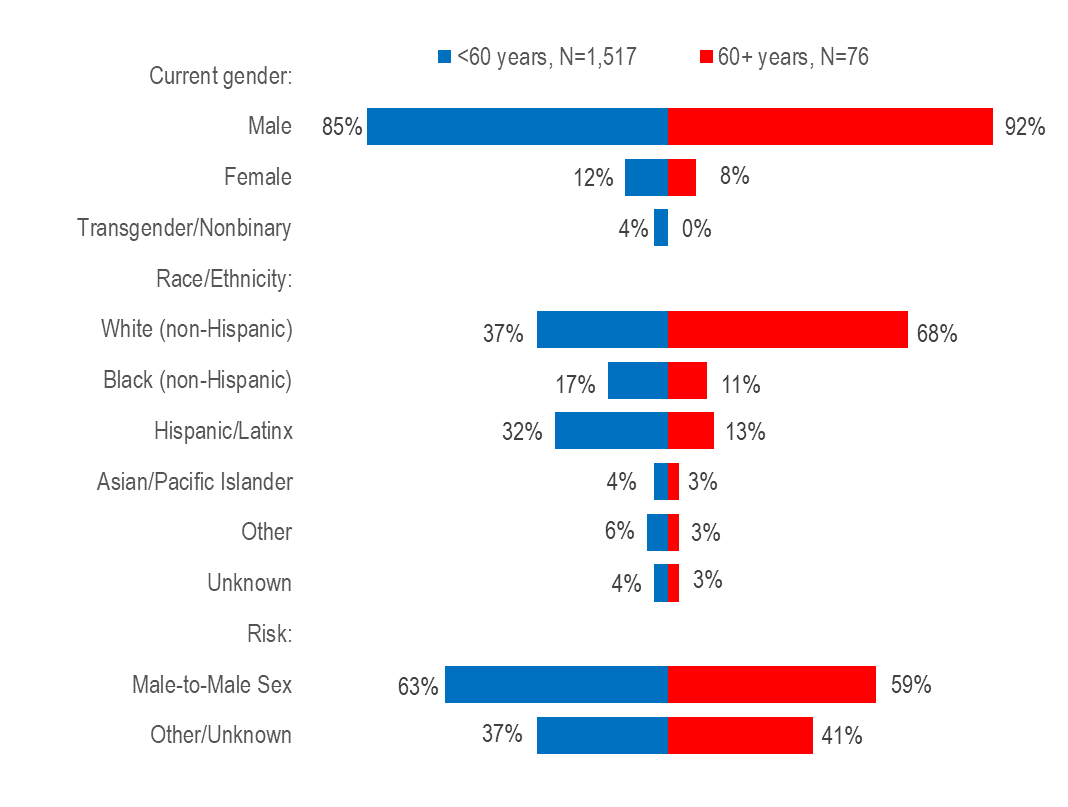 <60 years, N=1,517 60+ years, N=76
Current gender:
Male 85% 92%
Female 12% 8%
Transgender/Nonbinary 4% 0%
Race/Ethnicity:
White (non-Hispanic) 37% 68%
Black (non-Hispanic) 17% 11%
Hispanic/Latinx 32% 13%
Asian/Pacific Islander 4% 3%
Other 6% 3%
Unknown 4% 3%
Risk:
Male-to-Male Sex 63% 59%
Other/Unknown 37% 41%